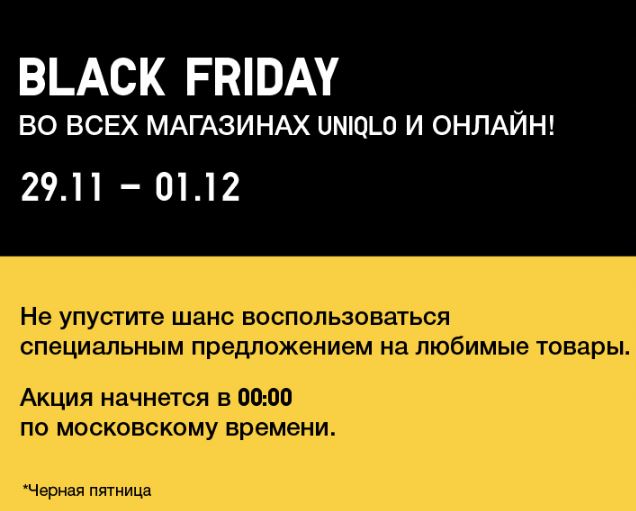 BLACK FRIDAY
ВО ВСЕХ МАГАЗИНАХ UNIQLO И ОНЛАЙН!
29.11 – 01.12
Не упустите шанс воспользоваться
специальным предложением на любимые товары.
Акция начнется в 00:00
по московскому времени.
*Черная пятница